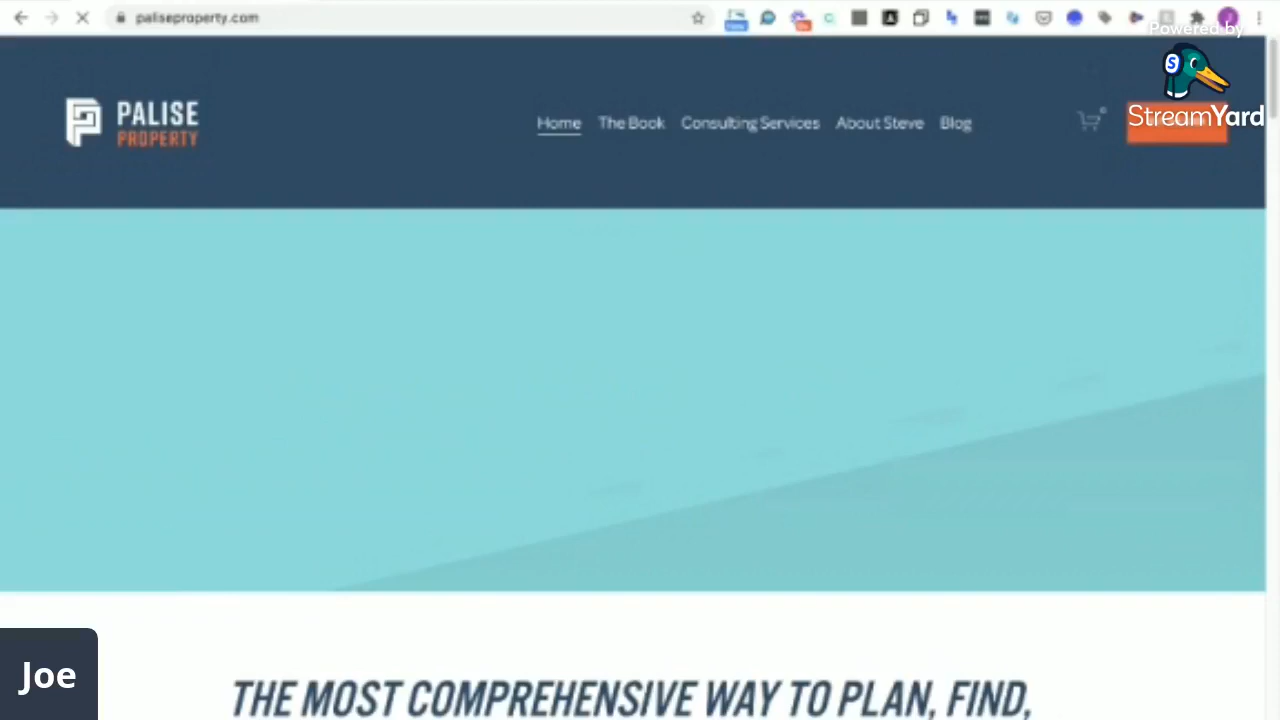 paliseproperty.com
Powered by
StreamYard
PALISE
PROPERTY
Home The Book Consulting Services About Steve Blog
THE MOST COMPREHENSIVE WAY TO PLAN, FIND,
Joe